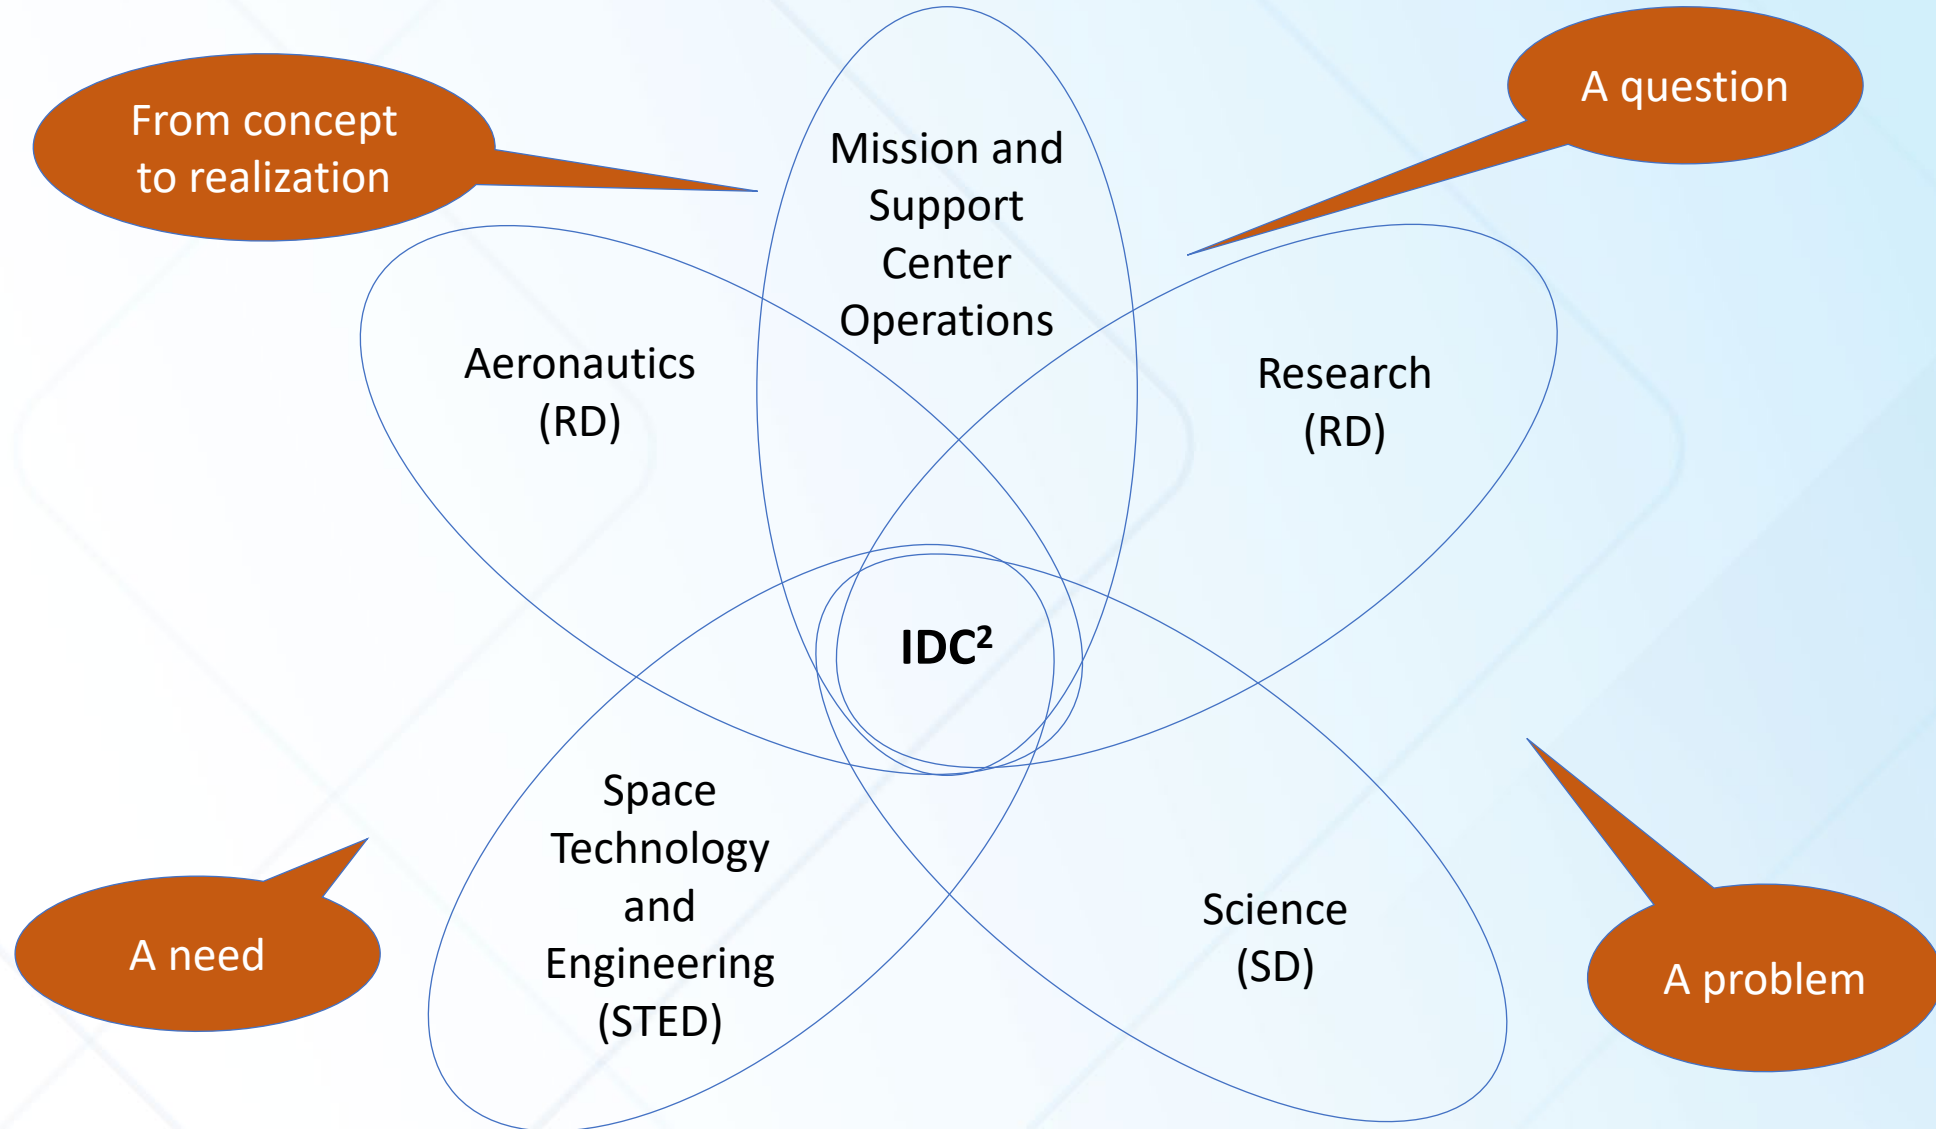 From concept
to realization
A question
Mission and
Support
Center
Operations
Aeronautics
(RD)
Research
(RD)
IDC²
Space
Technology
and
Engineering
(STED)
Science
(SD)
A need
A problem